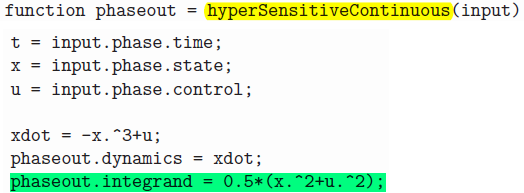 function phaseout = hyperSensitiveContinuous(input)
t = input.phase.time;
x = input.phase.state;
u = input.phase.control;
xdot = -x.^3+u;
phaseout.dynamics = xdot;
phaseout.integrand = 0.5*(x.^2+u.^2);